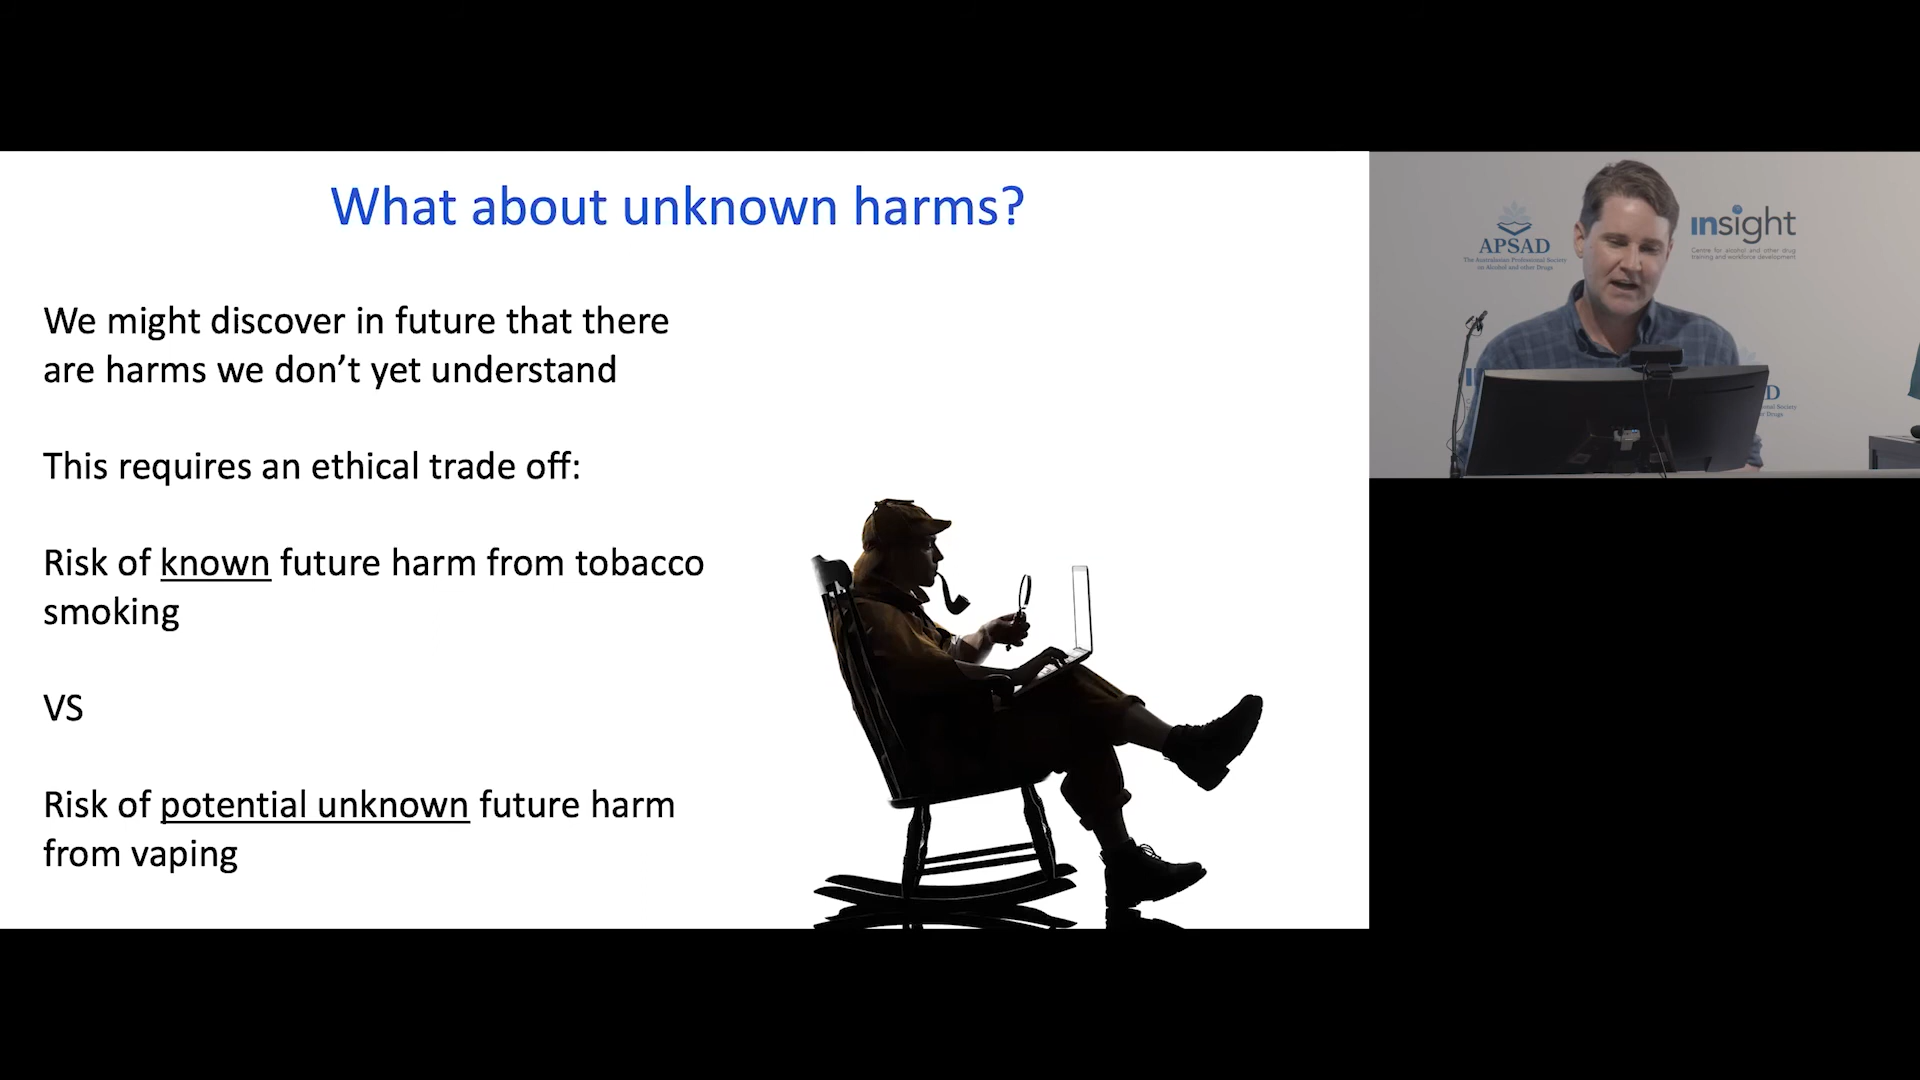 What about unknown harms?
We might discover in future that there
are harms we don't yet understand
This requires an ethical trade off:
Risk of known future harm from tobacco
smoking
VS
Risk of potential unknown future harm
from vaping
APSAD
The Australasian Professional Society
on Alcohol and other Drugs
insight
Centre for alcohol and other drug
training and workforce development